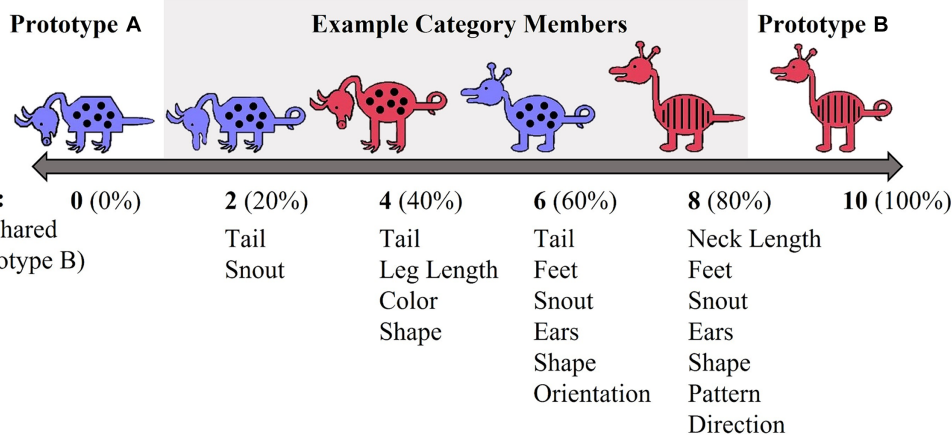 Prototype A
Example Category Members
Prototype B
: 0 (0%) 2 (20%) 4 (40%) 6 (60%) 8 (80%) 10 (100%)
hared
otype B)
Tail
Snout
Tail
Leg Length
Color
Shape
Tail
Feet
Snout
Ears
Shape
Orientation
Neck Length
Feet
Snout
Ears
Shape
Pattern
Direction